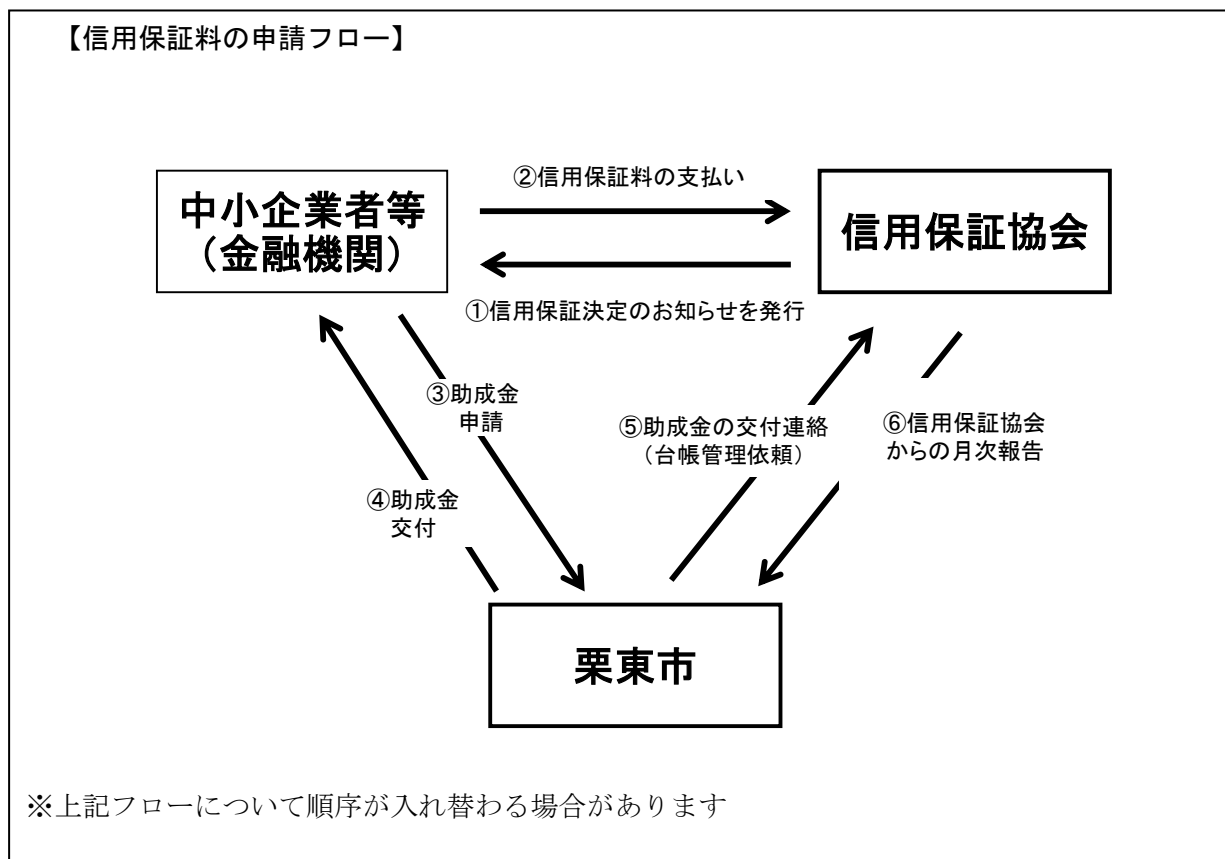 【信用保証料の申請フロー】
②信用保証料の支払い
中小企業者等
（金融機関）
信用保証協会
①信用保証決定のお知らせを発行
③助成金
申請
⑤助成金の交付連絡
（台帳管理依頼）
⑥信用保証協会
からの月次報告
④助成金
交付
栗東市
※上記フローについて順序が入れ替わる場合があります